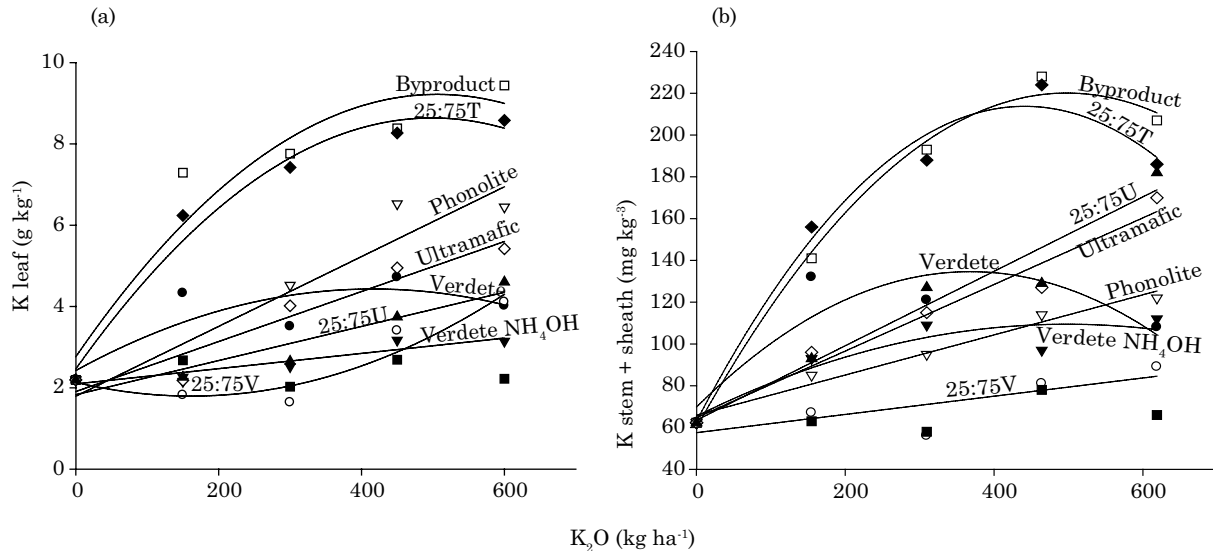 (a)
K leaf (g kg⁻¹)
10
8
6
4
2
0
0
200
400
600
Byproduct
25:75T
Phonolite
Ultramafic
Verdete
25:75U
Verdete NH₄OH
25:75V
(b)
K stem + sheath (mg kg⁻³)
240
220
200
180
160
140
120
100
80
60
40
0
200
400
600
Byproduct
25:75T
25:75U
Ultramafic
Verdete
Phonolite
Verdete NH₄OH
25:75V
K₂O (kg ha⁻¹)